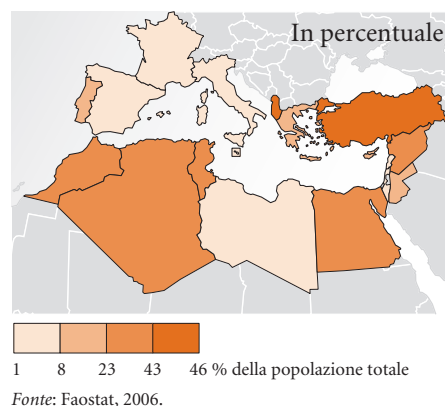 In percentuale
1 8 23 43 46 % della popolazione totale
Fonte: Faostat, 2006.